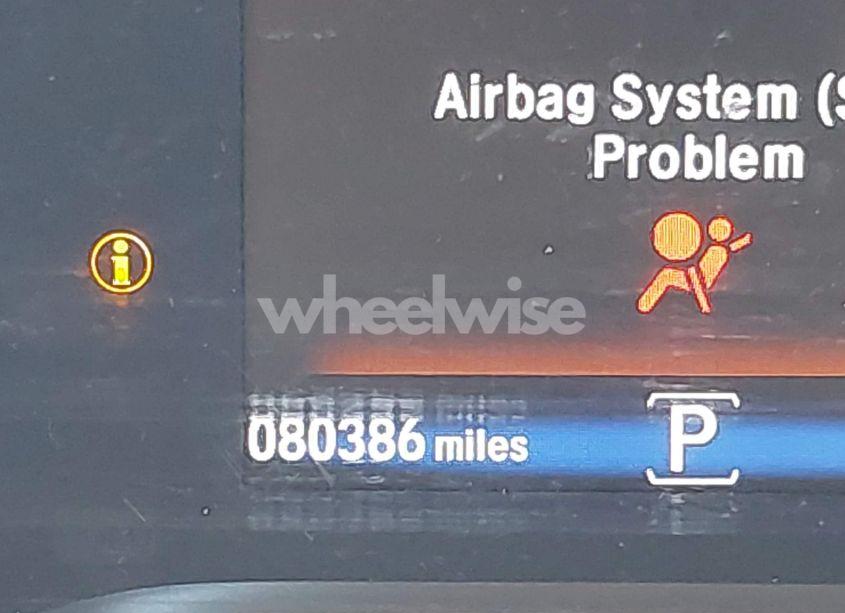 Airbag System (S
Problem
wheelwise
080386 miles
P